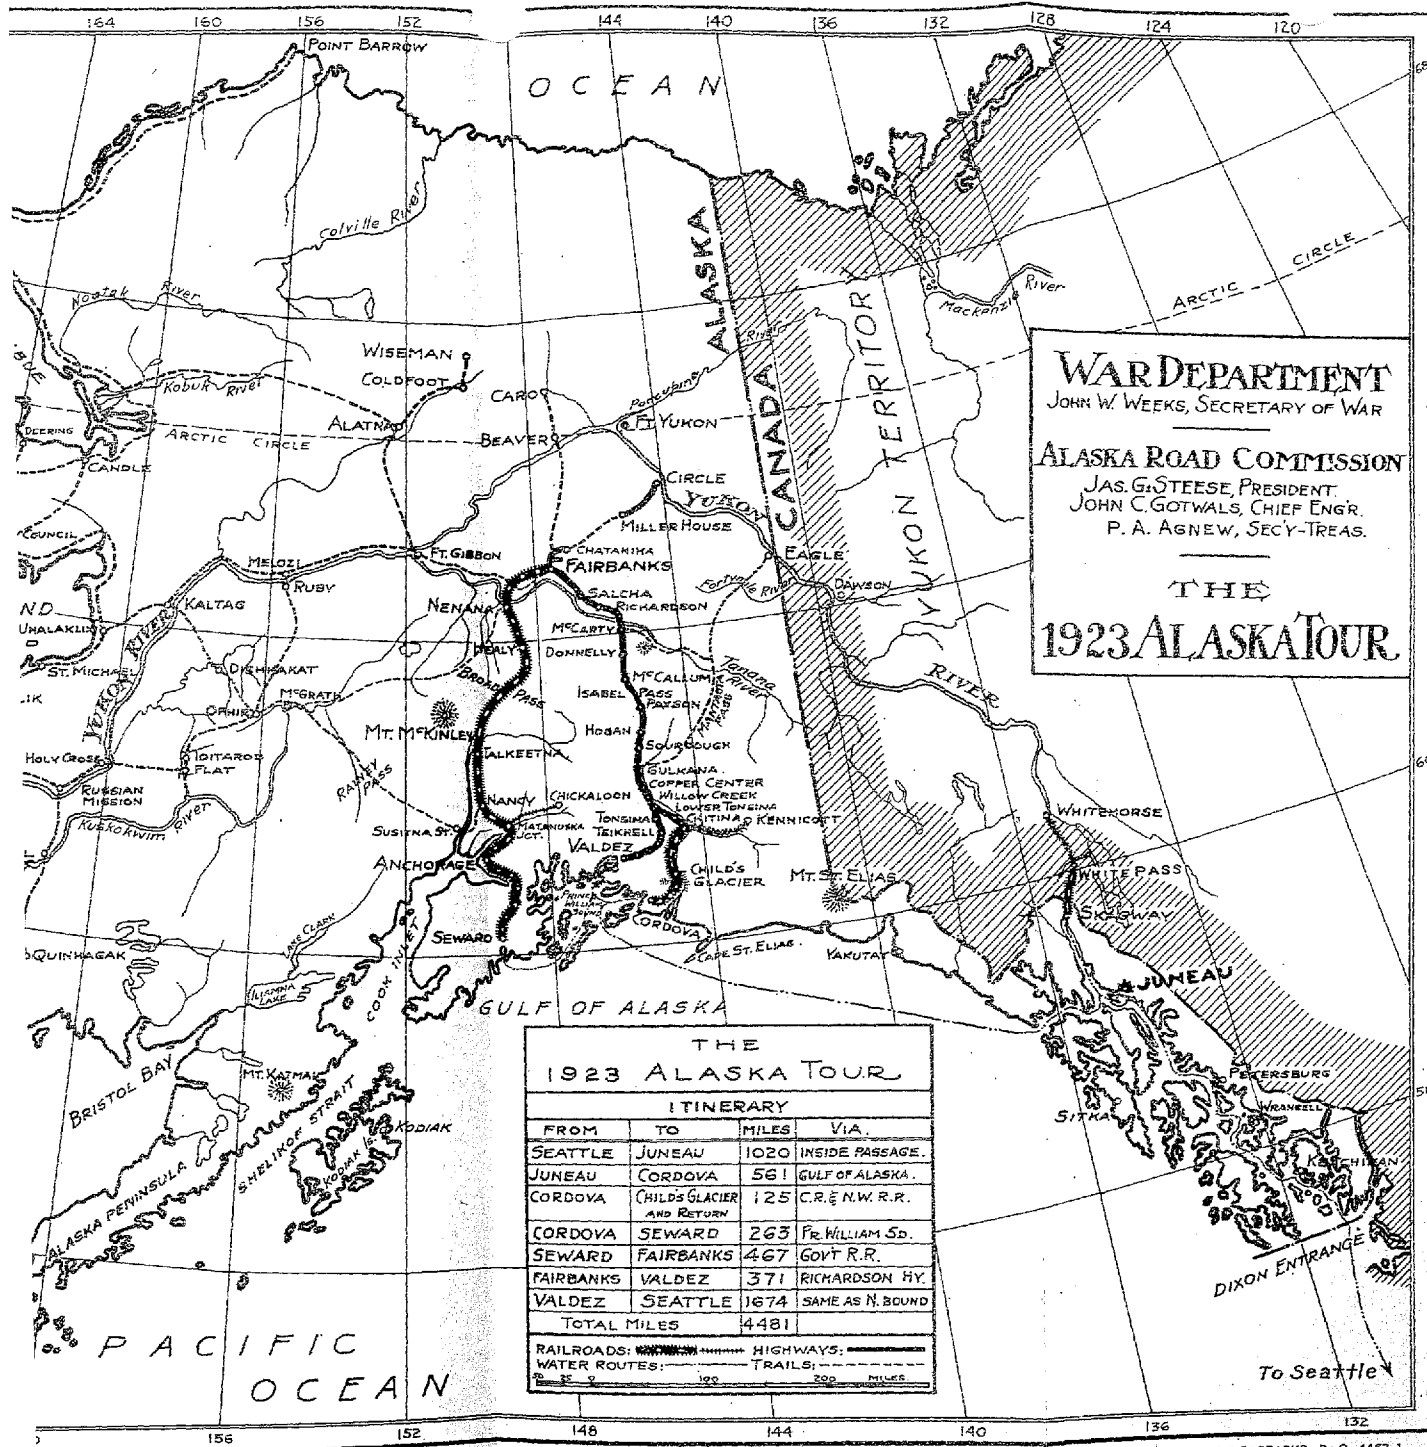 164 160 156 152 144 140 136 132 128 124 120
POINT BARROW
OCEAN
Colville River
Noatak River
Kobuk River
ARCTIC CIRCLE
WISEMAN
COLDFOOT
ALATNA
CARO
BEAVER
Porcupine River
FT. YUKON
ALASKA
CANADA
YUKON TERRITORY
Mackenzie River
ARCTIC CIRCLE
DEERING
CANDLE
COUNCIL
CIRCLE
YUKON
MILLER HOUSE
EAGLE
Fortymile River
DAWSON
RIVER
MELOZI
RUBY
FT. GIBBON
CHATANIKA
FAIRBANKS
NENANA
SALCHA
RICHARDSON
McCARTY
DONNELLY
McCALLUM
ISABEL PASS
PAXSON
HOGAN
SOURDOUGH
GULKANA
COPPER CENTER
WILLOW CREEK
LOWER TONSINA
TONSINA
CHITINA
KENNICOTT
TEIKHELL
VALDEZ
Tanana River
HEALY
BROAD PASS
KALTAG
YUKON RIVER
UNALAKLIK
ST. MICHAEL
DISHKAKAT
McGRATH
OPHIR
MT. McKINLEY
TALKEETNA
HOLY CROSS
IDITAROD
FLAT
RUSSIAN
MISSION
Kuskokwim River
RAINEY
PASS
NANCY
CHICKALOON
SUSITNA ST.
MATANUSKA
JCT.
ANCHORAGE
CHILD'S
GLACIER
MT. ST. ELIAS
PRINCE
WILLIAM
SOUND
CORDOVA
SEWARD
CAPE ST. ELIAS.
YAKUTAT
WHITEHORSE
WHITE PASS
SKAGWAY
JUNEAU
QUINHAGAK
LAKE CLARK
ILIAMNA
LAKE
COOK INLET
GULF OF ALASKA
BRISTOL BAY
MT. KATMAI
SHELIKOF STRAIT
KODIAK
KODIAK IS.
ALASKA PENINSULA
PETERSBURG
WRANGELL
SITKA
KETCHIKAN
DIXON ENTRANCE
To Seattle
PACIFIC
OCEAN
WAR DEPARTMENT
JOHN W. WEEKS, SECRETARY OF WAR
ALASKA ROAD COMMISSION
JAS. G. STEESE, PRESIDENT.
JOHN C. GOTWALS, CHIEF ENG'R.
P. A. AGNEW, SEC'Y-TREAS.
THE
1923 ALASKA TOUR
THE
1923 ALASKA TOUR
ITINERARY
FROM TO MILES VIA.
SEATTLE JUNEAU 1020 INSIDE PASSAGE.
JUNEAU CORDOVA 561 GULF OF ALASKA.
CORDOVA CHILD'S GLACIER AND RETURN 125 C.R. & N.W. R.R.
CORDOVA SEWARD 263 PR. WILLIAM SD.
SEWARD FAIRBANKS 467 GOV'T R.R.
FAIRBANKS VALDEZ 371 RICHARDSON HY.
VALDEZ SEATTLE 1674 SAME AS N. BOUND
TOTAL MILES 4481
RAILROADS: HIGHWAYS:
WATER ROUTES: TRAILS:
50 25 0 100 200 MILES
156 152 148 144 140 136 132